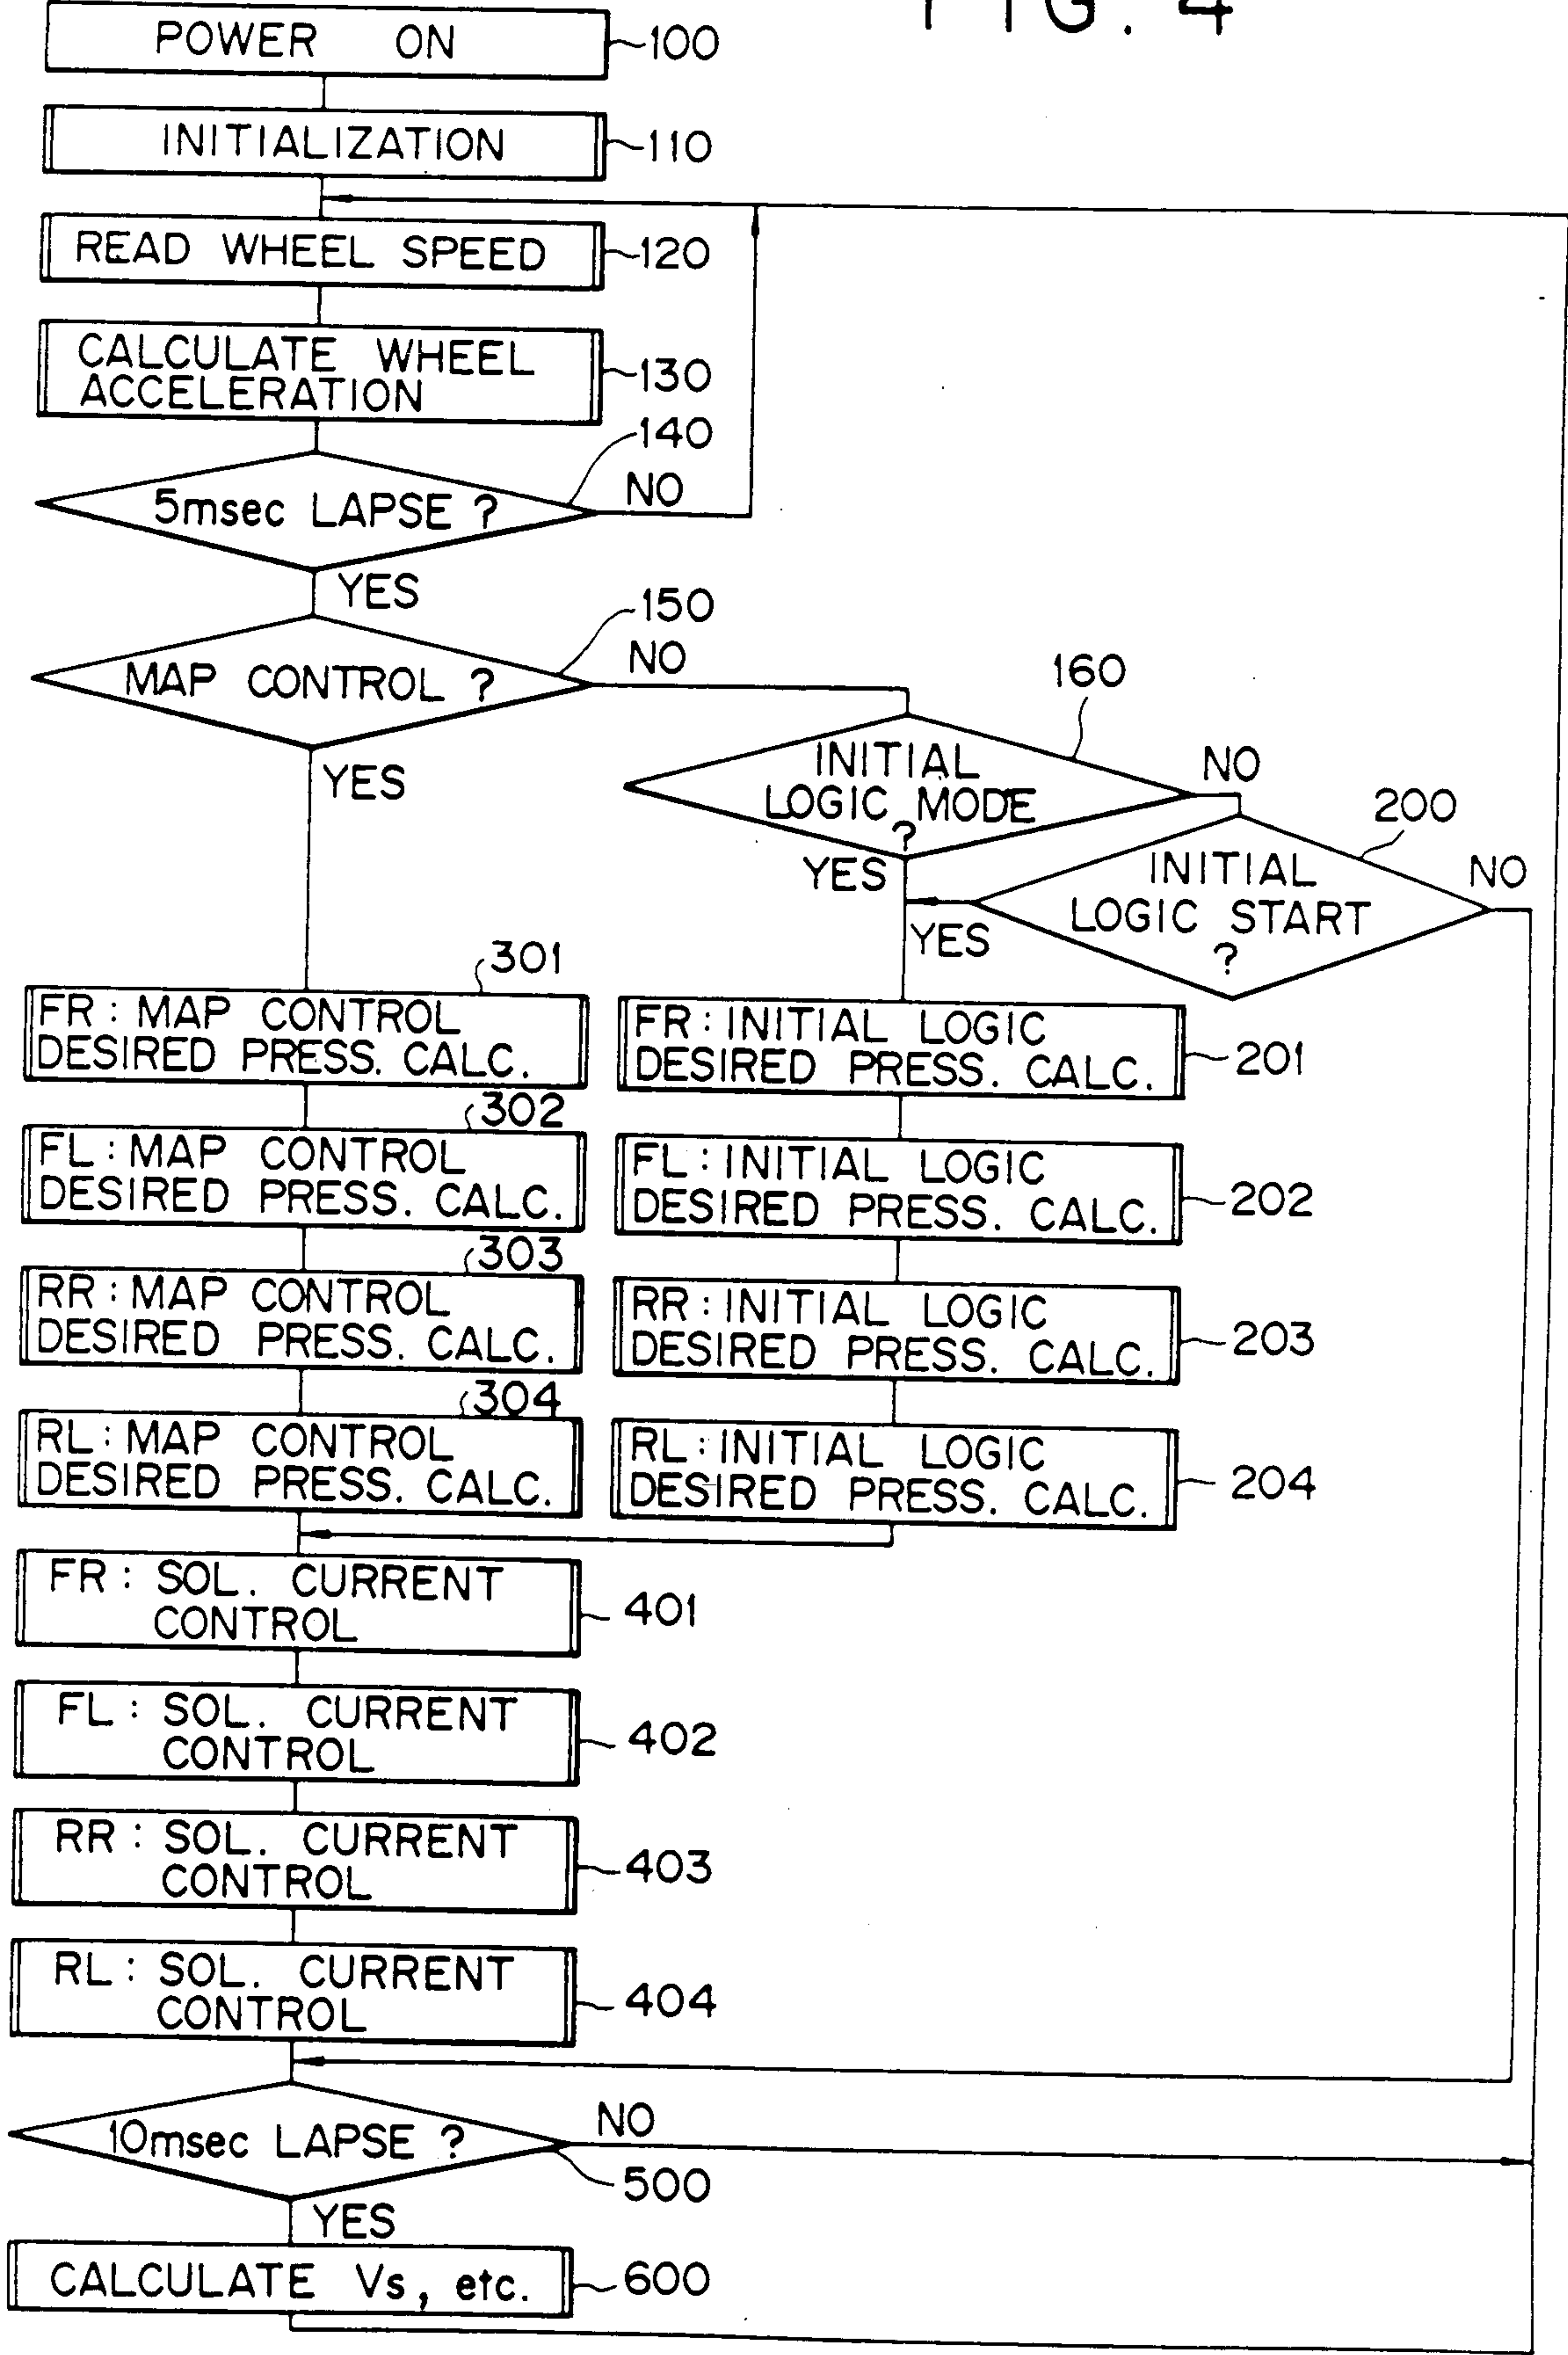 FIG. 4
POWER ON
100
INITIALIZATION
110
READ WHEEL SPEED
120
CALCULATE WHEEL
ACCELERATION
130
140
5msec LAPSE ?
NO
YES
150
MAP CONTROL ?
NO
YES
160
INITIAL
LOGIC MODE
?
NO
YES
200
INITIAL
LOGIC START
?
NO
YES
301
FR : MAP CONTROL
DESIRED PRESS. CALC.
302
FL : MAP CONTROL
DESIRED PRESS. CALC.
303
RR : MAP CONTROL
DESIRED PRESS. CALC.
304
RL : MAP CONTROL
DESIRED PRESS. CALC.
FR : INITIAL LOGIC
DESIRED PRESS. CALC.
201
FL : INITIAL LOGIC
DESIRED PRESS. CALC.
202
RR : INITIAL LOGIC
DESIRED PRESS. CALC.
203
RL : INITIAL LOGIC
DESIRED PRESS. CALC.
204
FR : SOL. CURRENT
CONTROL
401
FL : SOL. CURRENT
CONTROL
402
RR : SOL. CURRENT
CONTROL
403
RL : SOL. CURRENT
CONTROL
404
10msec LAPSE ?
NO
500
YES
CALCULATE Vs, etc.
600